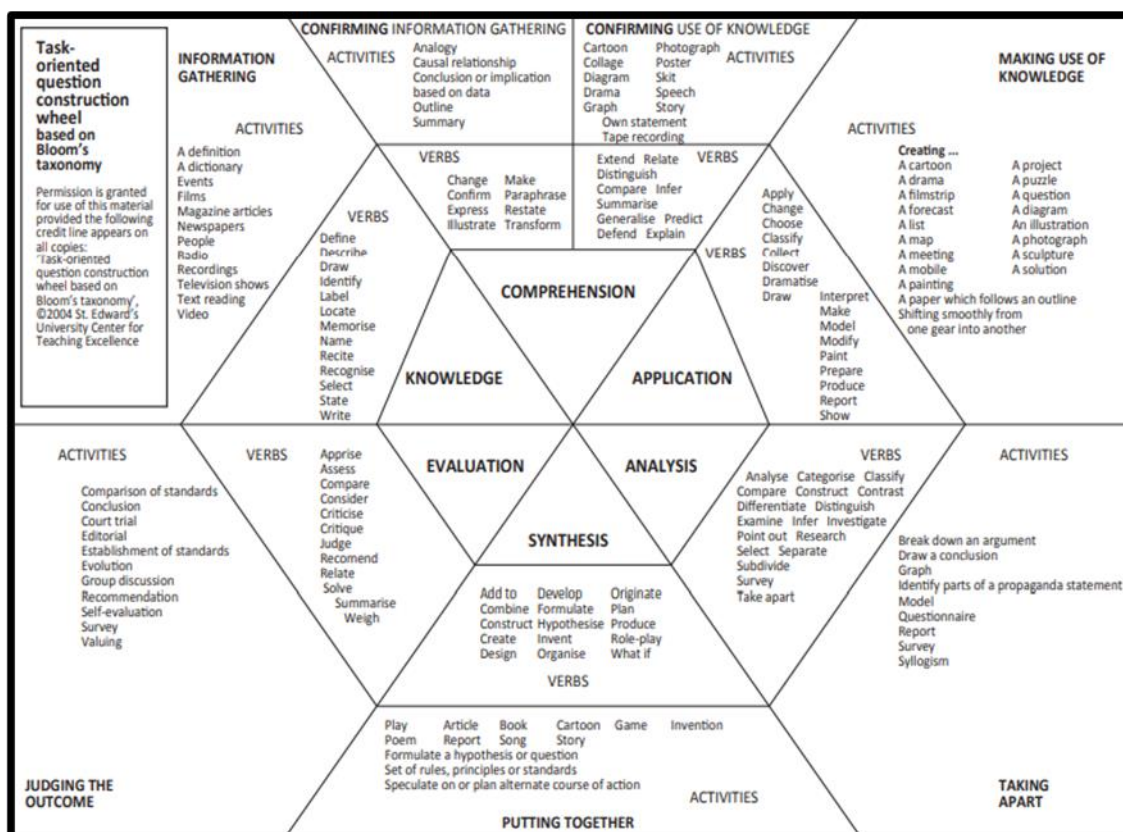 Task-
oriented
question
construction
wheel
based on
Bloom's
taxonomy
Permission is granted
for use of this material
provided the following
credit line appears on
all copies:
'Task-oriented
question construction
wheel based on
Bloom's taxonomy',
©2004 St. Edward's
University Center for
Teaching Excellence
INFORMATION
GATHERING
ACTIVITIES
A definition
A dictionary
Events
Films
Magazine articles
Newspapers
People
Radio
Recordings
Television shows
Text reading
Video
VERBS
Define
Describe
Draw
Identify
Label
Locate
Memorise
Name
Recite
Recognise
Select
State
Write
KNOWLEDGE
CONFIRMING INFORMATION GATHERING
ACTIVITIES
Analogy
Causal relationship
Conclusion or implication
based on data
Outline
Summary
VERBS
Change Make
Confirm Paraphrase
Express Restate
Illustrate Transform
COMPREHENSION
CONFIRMING USE OF KNOWLEDGE
ACTIVITIES
Cartoon Photograph
Collage Poster
Diagram Skit
Drama Speech
Graph Story
Own statement
Tape recording
VERBS
Extend Relate
Distinguish
Compare Infer
Summarise
Generalise Predict
Defend Explain
MAKING USE OF
KNOWLEDGE
ACTIVITIES
Creating ...
A cartoon A project
A drama A puzzle
A filmstrip A question
A forecast A diagram
A list An illustration
A map A photograph
A meeting A sculpture
A mobile A solution
A painting
A paper which follows an outline
Shifting smoothly from
one gear into another
VERBS
Apply
Change
Choose
Classify
Collect
Discover
Dramatise
Draw Interpret
Make
Model
Modify
Paint
Prepare
Produce
Report
Show
APPLICATION
ACTIVITIES
Comparison of standards
Conclusion
Court trial
Editorial
Establishment of standards
Evolution
Group discussion
Recommendation
Self-evaluation
Survey
Valuing
JUDGING THE
OUTCOME
VERBS
Apprise
Assess
Compare
Consider
Criticise
Critique
Judge
Recomend
Relate
Solve
Summarise
Weigh
EVALUATION
SYNTHESIS
Add to Develop Originate
Combine Formulate Plan
Construct Hypothesise Produce
Create Invent Role-play
Design Organise What if
VERBS
Play Article Book Cartoon Game Invention
Poem Report Song Story
Formulate a hypothesis or question
Set of rules, principles or standards
Speculate on or plan alternate course of action
ACTIVITIES
PUTTING TOGETHER
ANALYSIS
VERBS
Analyse Categorise Classify
Compare Construct Contrast
Differentiate Distinguish
Examine Infer Investigate
Point out Research
Select Separate
Subdivide
Survey
Take apart
ACTIVITIES
Break down an argument
Draw a conclusion
Graph
Identify parts of a propaganda statement
Model
Questionnaire
Report
Survey
Syllogism
TAKING
APART